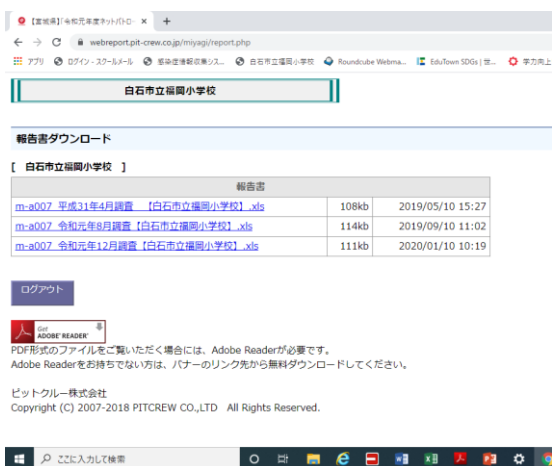 【宮城県】「令和元年度ネットパトロ-
webreport.pit-crew.co.jp/miyagi/report.php
アプリ ログイン - スクールメール 感染症情報収集シス... 白石市立福岡小学校 Roundcube Webma... EduTown SDGs | 世... 学力向上
白石市立福岡小学校
報告書ダウンロード
[ 白石市立福岡小学校 ]
報告書
m-a007_平成31年4月調査 【白石市立福岡小学校】.xls 108kb 2019/05/10 15:27
m-a007_令和元年8月調査【白石市立福岡小学校】.xls 114kb 2019/09/10 11:02
m-a007_令和元年12月調査【白石市立福岡小学校】.xls 111kb 2020/01/10 10:19
ログアウト
Get
ADOBE® READER®
PDF形式のファイルをご覧いただく場合には、Adobe Readerが必要です。
Adobe Readerをお持ちでない方は、バナーのリンク先から無料ダウンロードしてください。
ピットクルー株式会社
Copyright (C) 2007-2018 PITCREW CO.,LTD All Rights Reserved.
ここに入力して検索